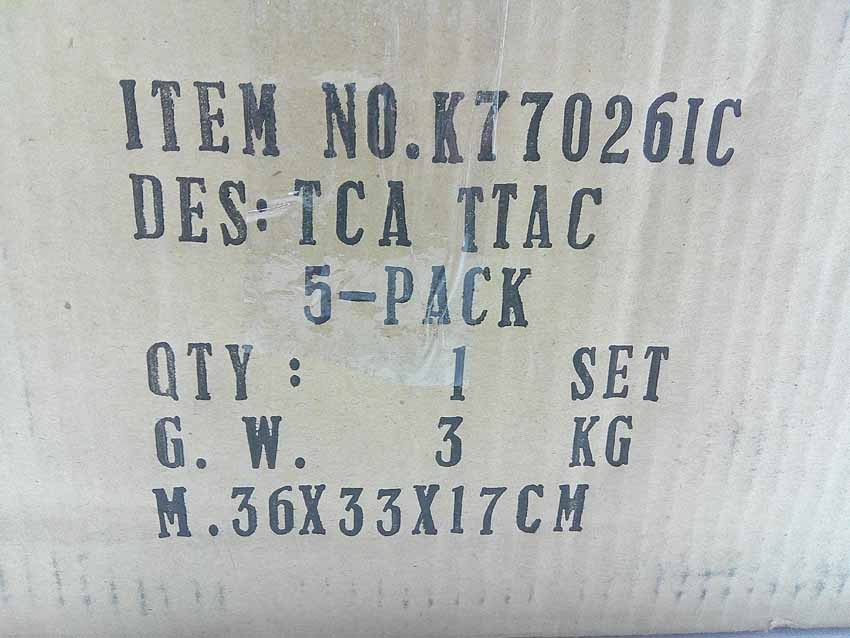 ITEM NO.K77026IC
DES: TCA TTAC
5-PACK
QTY : 1 SET
G. W. 3 KG
M.36X33X17CM